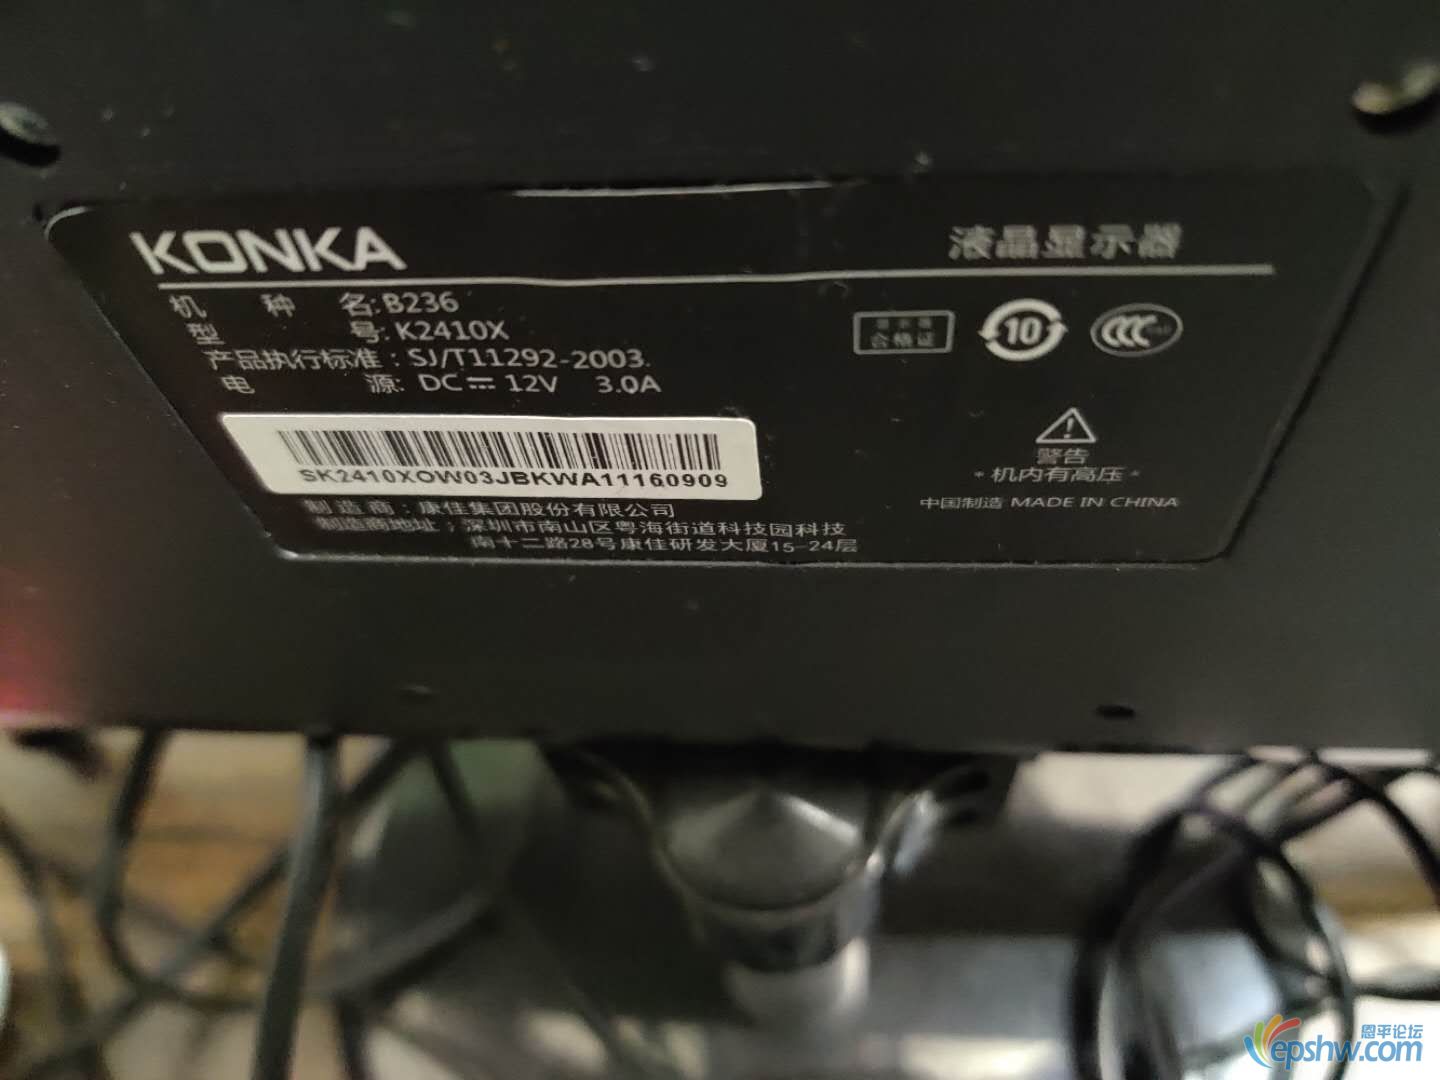 KONKA
液晶显示器
机 种 名: B236
型 号: K2410X
产品执行标准: SJ/T11292-2003.
电 源: DC 12V 3.0A
合格证
10
CCC
SK2410XOW03JBKWA11160909
警告
*机内有高压*
中国制造 MADE IN CHINA
制造商: 康佳集团股份有限公司
制造商地址: 深圳市南山区粤海街道科技园科技
南十二路28号康佳研发大厦15-24层
恩平论坛
epshw.com